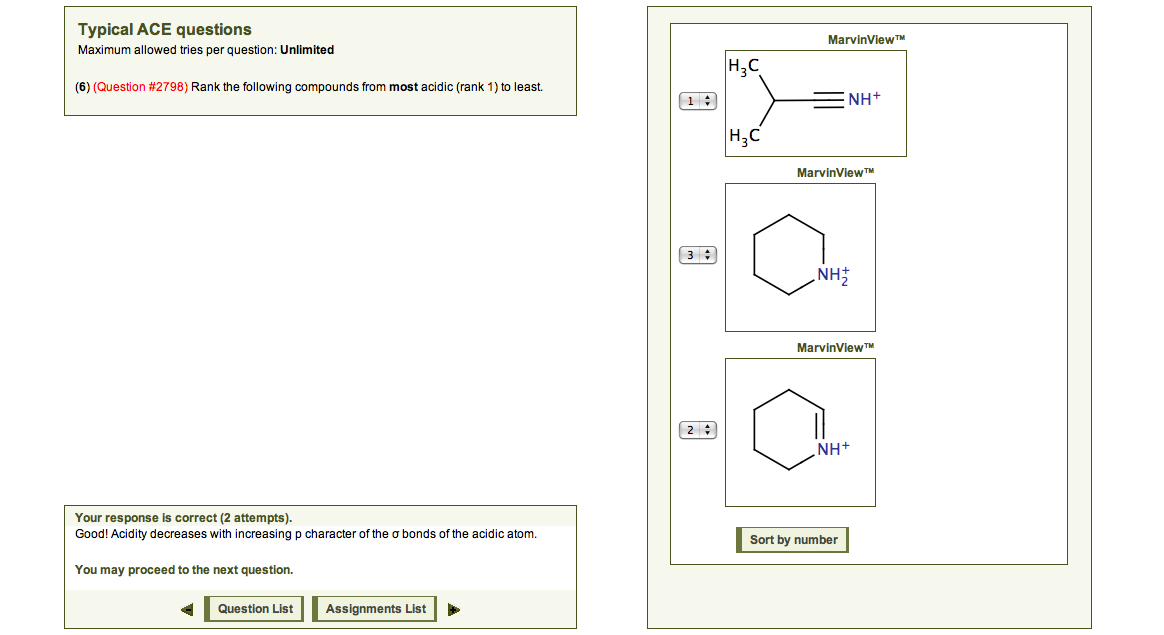 Typical ACE questions
Maximum allowed tries per question: Unlimited
(6) (Question #2798) Rank the following compounds from most acidic (rank 1) to least.
Your response is correct (2 attempts).
Good! Acidity decreases with increasing p character of the σ bonds of the acidic atom.
You may proceed to the next question.
Question List
Assignments List
MarvinView™
H3C
1
NH+
H3C
MarvinView™
3
NH2+
MarvinView™
2
NH+
Sort by number